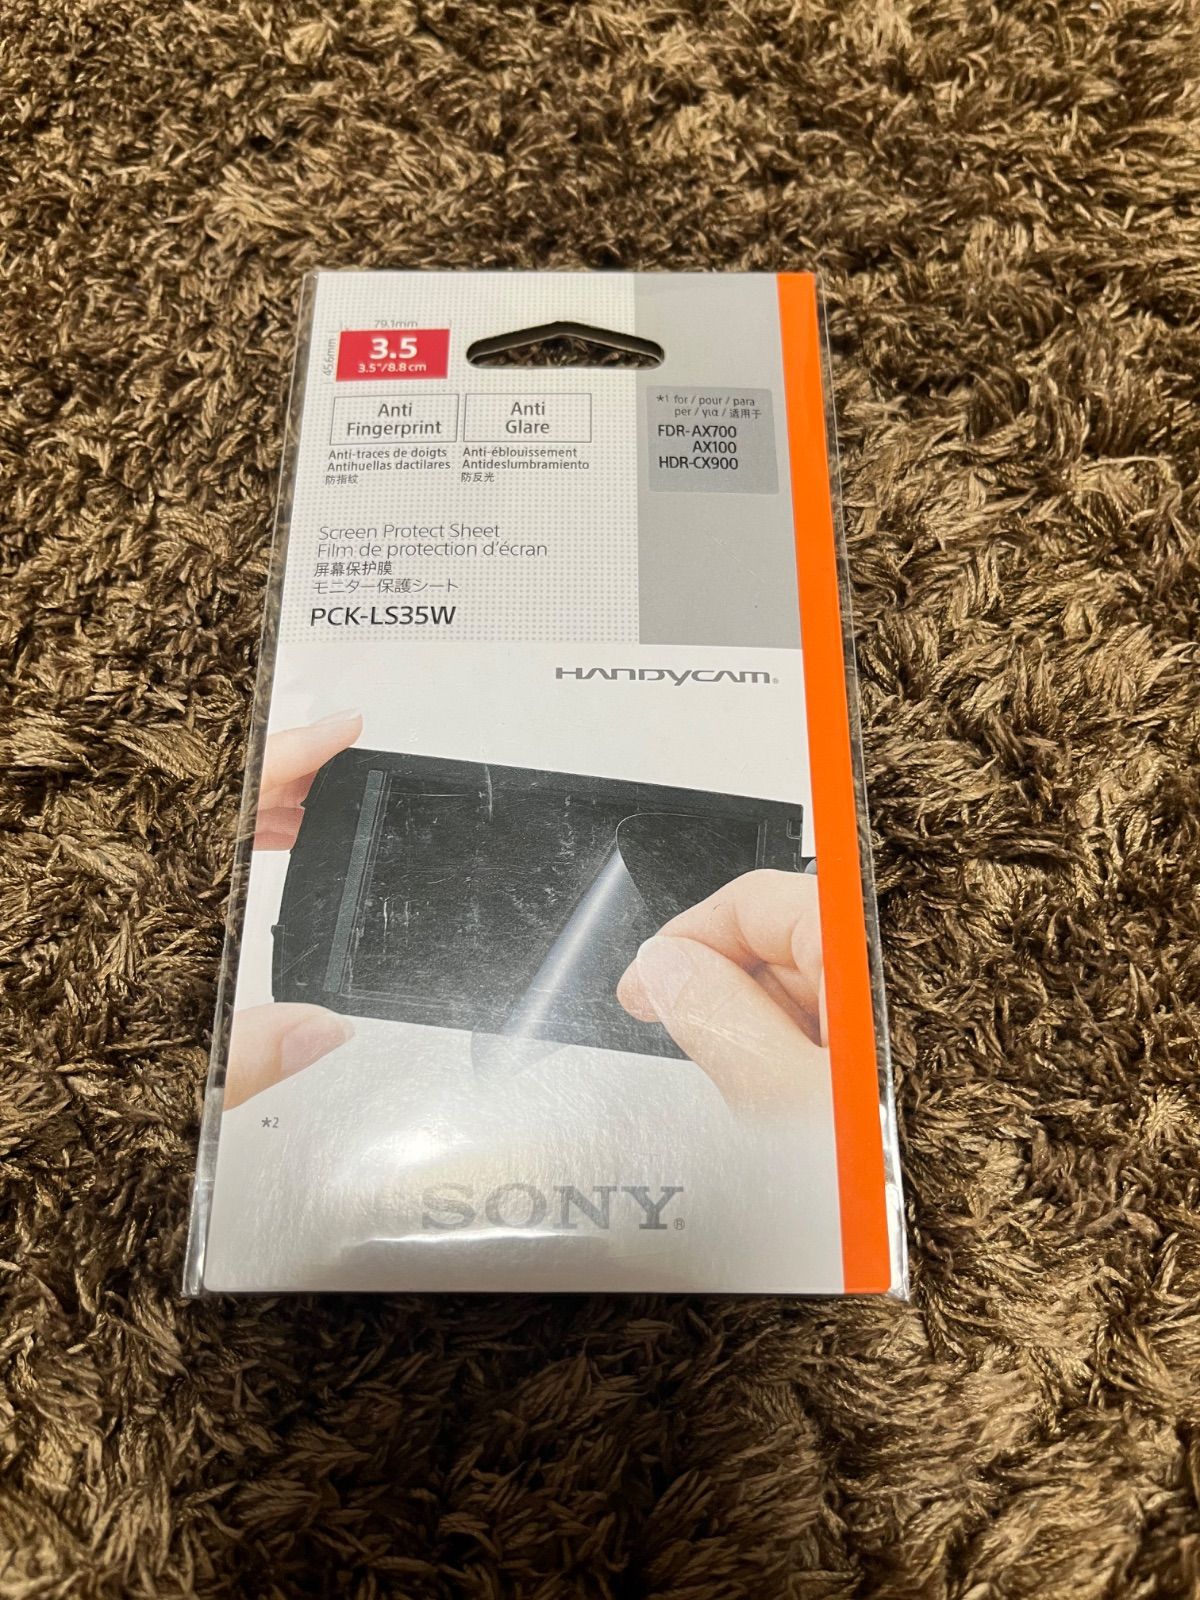 79.1mm
45.6mm
3.5
3.5"/8.8 cm
Anti
Fingerprint
Anti-traces de doigts
Antihuellas dactilares
防指纹
Anti
Glare
Anti-éblouissement
Antideslumbramiento
防反光
*1 for / pour / para
per / για / 适用于
FDR-AX700
AX100
HDR-CX900
Screen Protect Sheet
Film de protection d'écran
屏幕保护膜
モニター保護シート
PCK-LS35W
HANDYCAM®
*2
SONY®